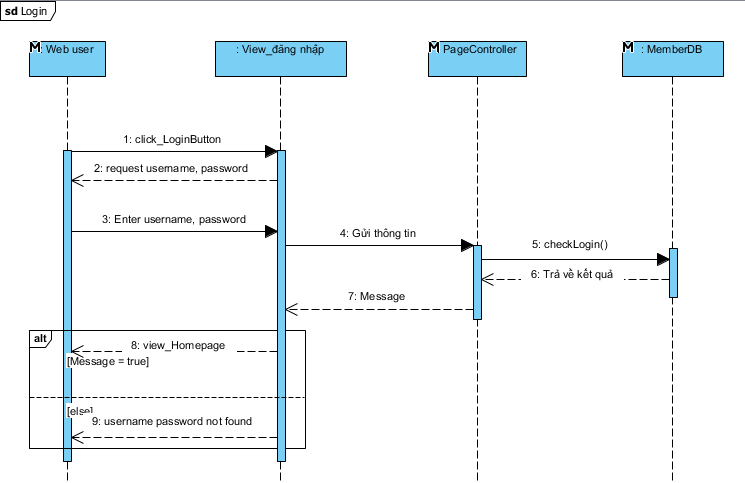 sd Login
M : Web user
: View_đăng nhập
M PageController
M : MemberDB
1: click_LoginButton
2: request username, password
3: Enter username, password
4: Gửi thông tin
5: checkLogin()
6: Trả về kết quả
7: Message
alt
8: view_Homepage
[Message = true]
[else]
9: username password not found